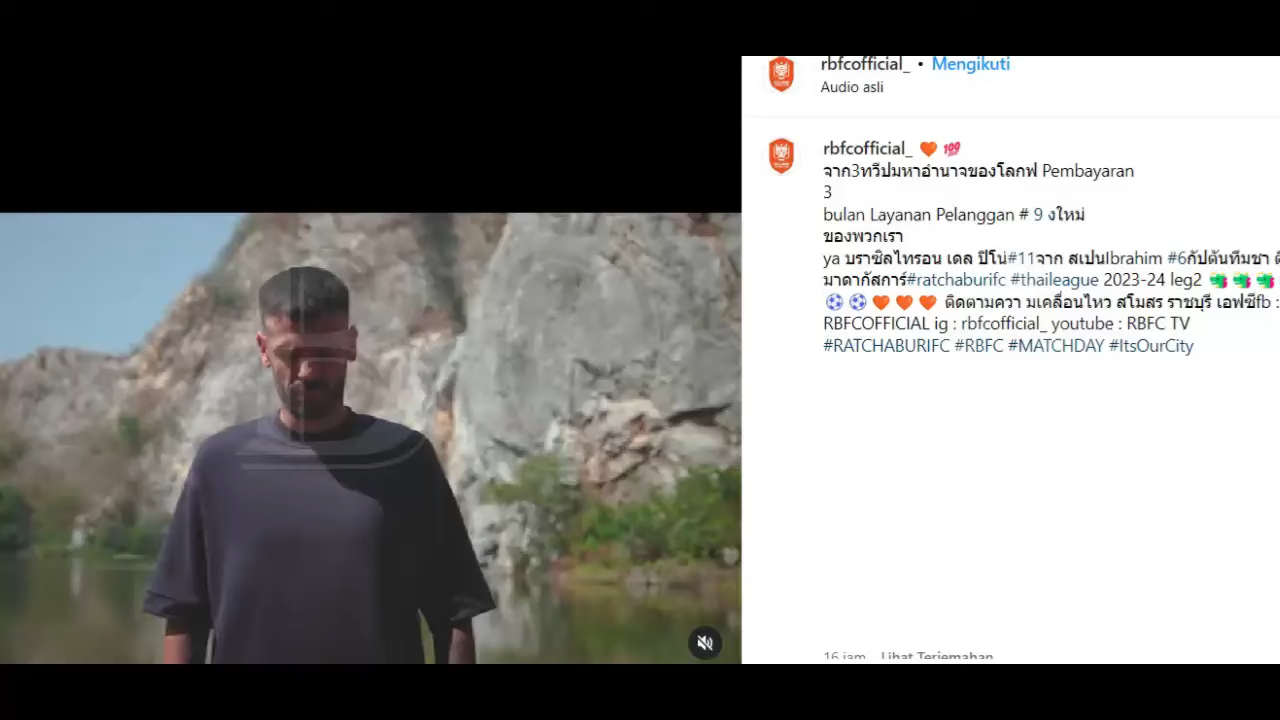 rbfcofficial_ • Mengikuti
Audio asli
rbfcofficial_ 🧡 💯
จาก3ทวีปมหาอำนาจของโลกฟ Pembayaran
3
bulan Layanan Pelanggan # 9 งใหม่
ของพวกเรา
ya บราซิลไทรอน เดล ปิโน่#11จาก สเปนIbrahim #6กัปตันทีมชา
มาดากัสการ์#ratchaburifc #thaileague 2023-24 leg2 🔫 🔫 🔫
⚽ ⚽ 🧡 🧡 🧡 ติดตามควา มเคลื่อนไหว สโมสร ราชบุรี เอฟซีfb :
RBFCOFFICIAL ig : rbfcofficial_ youtube : RBFC TV
#RATCHABURIFC #RBFC #MATCHDAY #ItsOurCity
16 jam Lihat Terjemahan